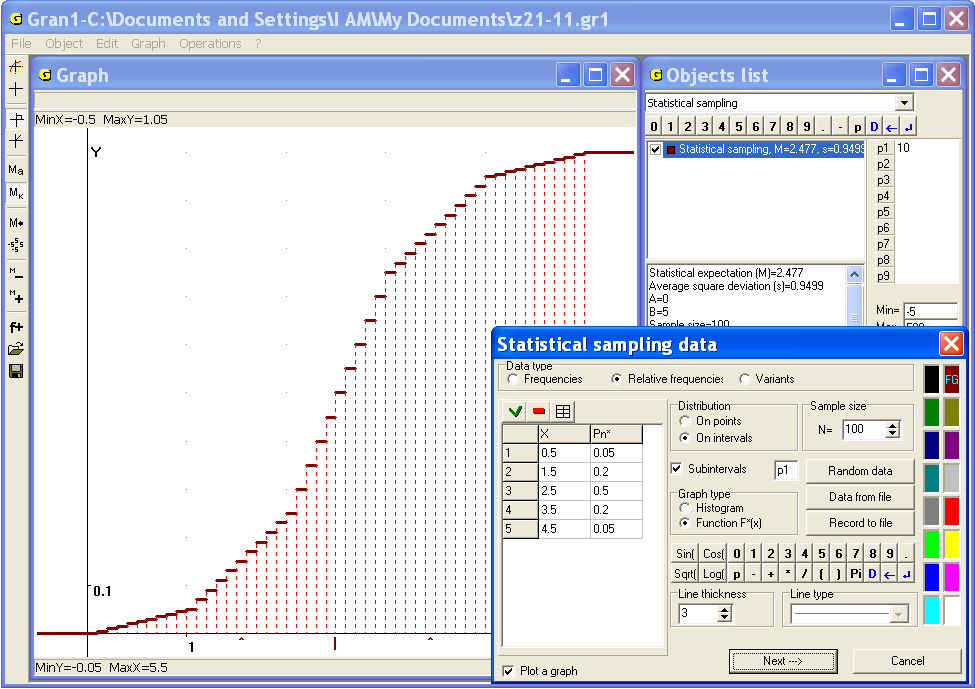 Gran1-C:\Documents and Settings\I AM\My Documents\z21-11.gr1
File Object Edit Graph Operations ?
Graph
MinX=-0.5 MaxY=1.05
Y
0.1
1
MinY=-0.05 MaxX=5.5
Ma
Mк
M
-5 5 5 5
M
M
f+
Objects list
Statistical sampling
0 1 2 3 4 5 6 7 8 9 . - p D ← ↲
Statistical sampling, M=2.477, s=0.9499
p1 10
p2
p3
p4
p5
p6
p7
p8
p9
Statistical expectation (M)=2.477
Average square deviation (s)=0.9499
A=0
B=5
Sample size=100
Min= -5
Statistical sampling data
Data type
Frequencies Relative frequencies Variants
X Pn*
1 0.5 0.05
2 1.5 0.2
3 2.5 0.5
4 3.5 0.2
5 4.5 0.05
Plot a graph
Distribution
On points
On intervals
Sample size
N= 100
Subintervals p1
Random data
Data from file
Record to file
Graph type
Histogram
Function F*(x)
Sin( Cos( 0 1 2 3 4 5 6 7 8 9 .
Sqrt( Log( p - + * / ( ) Pi D ← ↲
Line thickness
3
Line type
Next --->
Cancel
FG